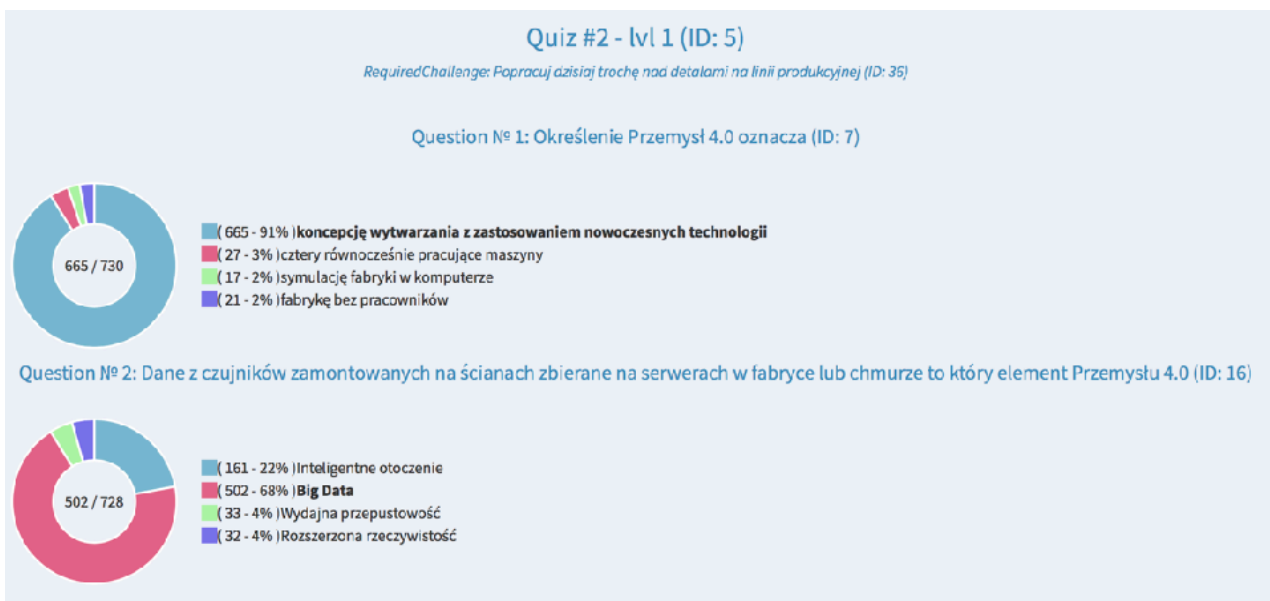 Quiz #2 - lvl 1 (ID: 5)
RequiredChallenge: Popracuj dzisiaj trochę nad detalami na linii produkcyjnej (ID: 36)
Question № 1: Określenie Przemysł 4.0 oznacza (ID: 7)
665 / 730
( 665 - 91% )koncepcję wytwarzania z zastosowaniem nowoczesnych technologii
( 27 - 3% )cztery równocześnie pracujące maszyny
( 17 - 2% )symulację fabryki w komputerze
( 21 - 2% )fabrykę bez pracowników
Question № 2: Dane z czujników zamontowanych na ścianach zbierane na serwerach w fabryce lub chmurze to który element Przemysłu 4.0 (ID: 16)
502 / 728
( 161 - 22% )Inteligentne otoczenie
( 502 - 68% )Big Data
( 33 - 4% )Wydajna przepustowość
( 32 - 4% )Rozszerzona rzeczywistość